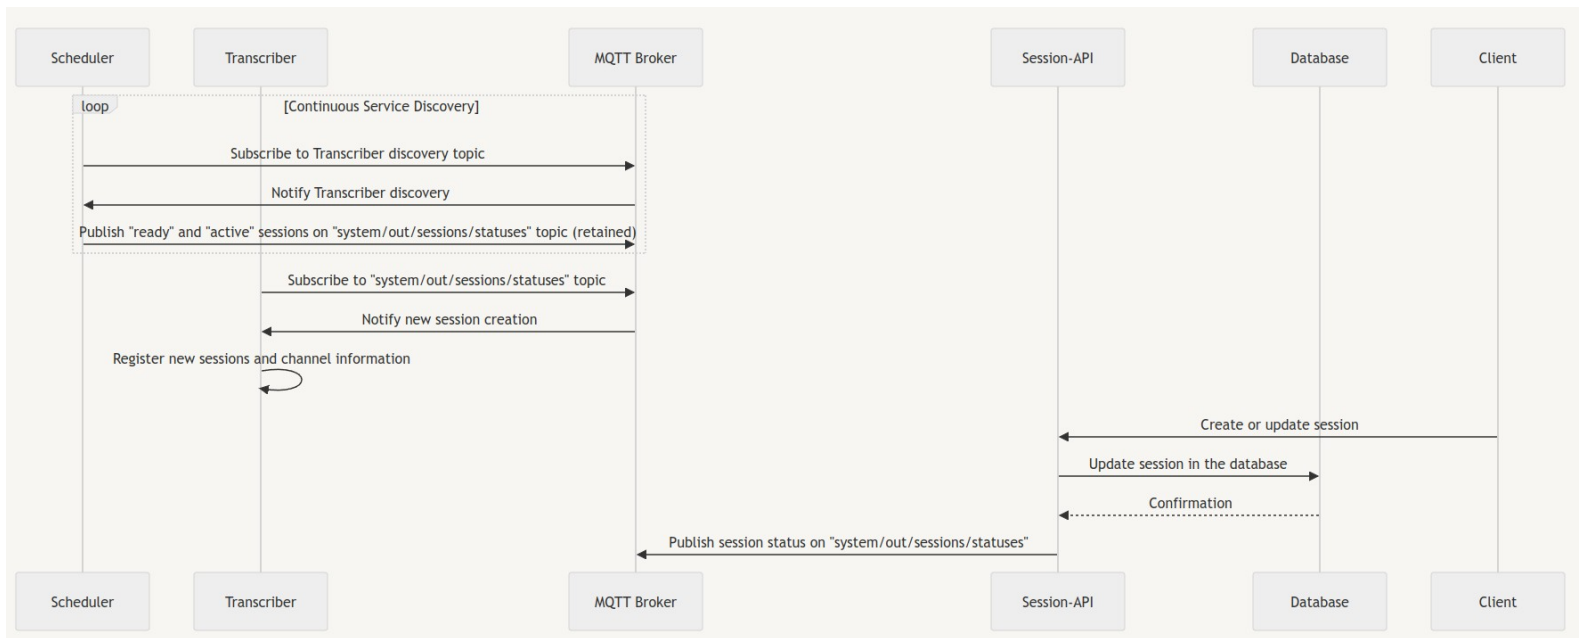 Scheduler Transcriber MQTT Broker Session-API Database Client
loop [Continuous Service Discovery]
Subscribe to Transcriber discovery topic
Notify Transcriber discovery
Publish "ready" and "active" sessions on "system/out/sessions/statuses" topic (retained)
Subscribe to "system/out/sessions/statuses" topic
Notify new session creation
Register new sessions and channel information
Create or update session
Update session in the database
Confirmation
Publish session status on "system/out/sessions/statuses"
Scheduler Transcriber MQTT Broker Session-API Database Client